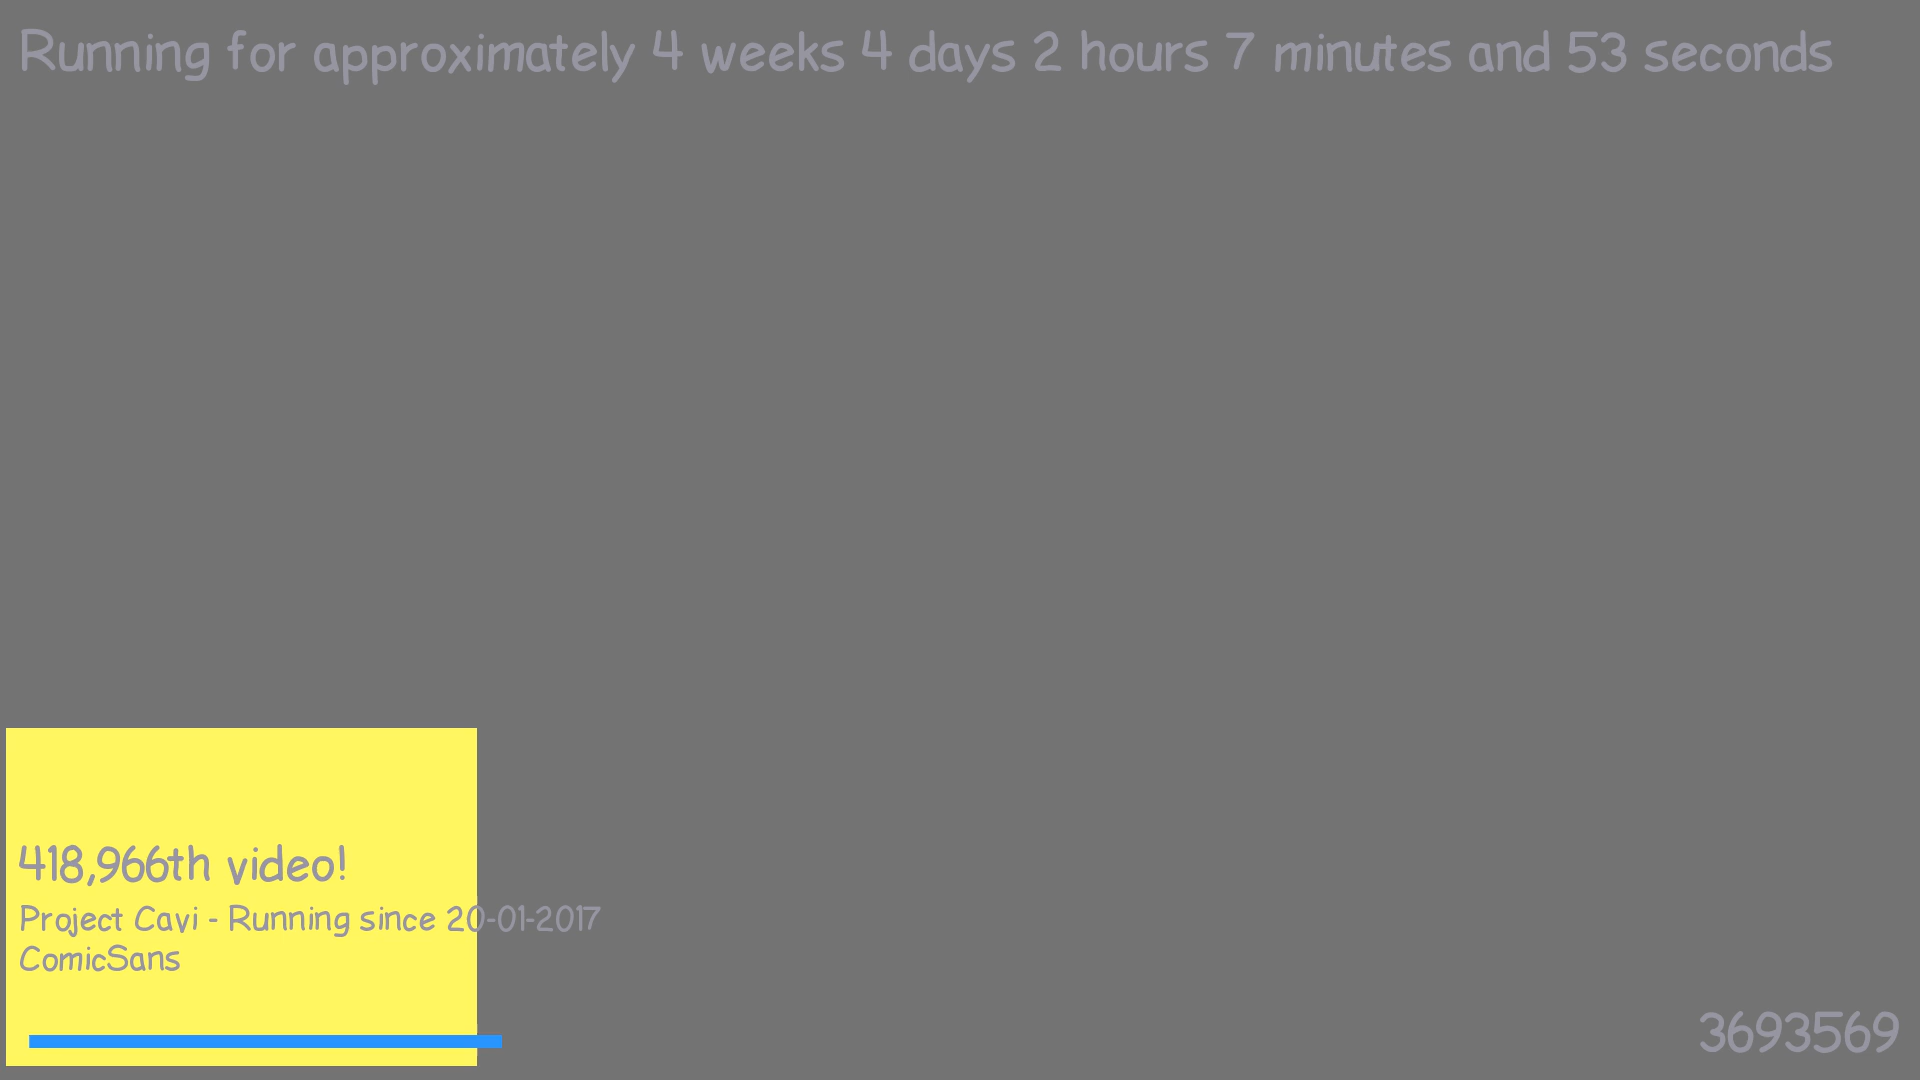 Running for approximately 4 weeks 4 days 2 hours 7 minutes and 53 seconds
418,966th video!
Project Cavi - Running since 20-01-2017
ComicSans
3693569